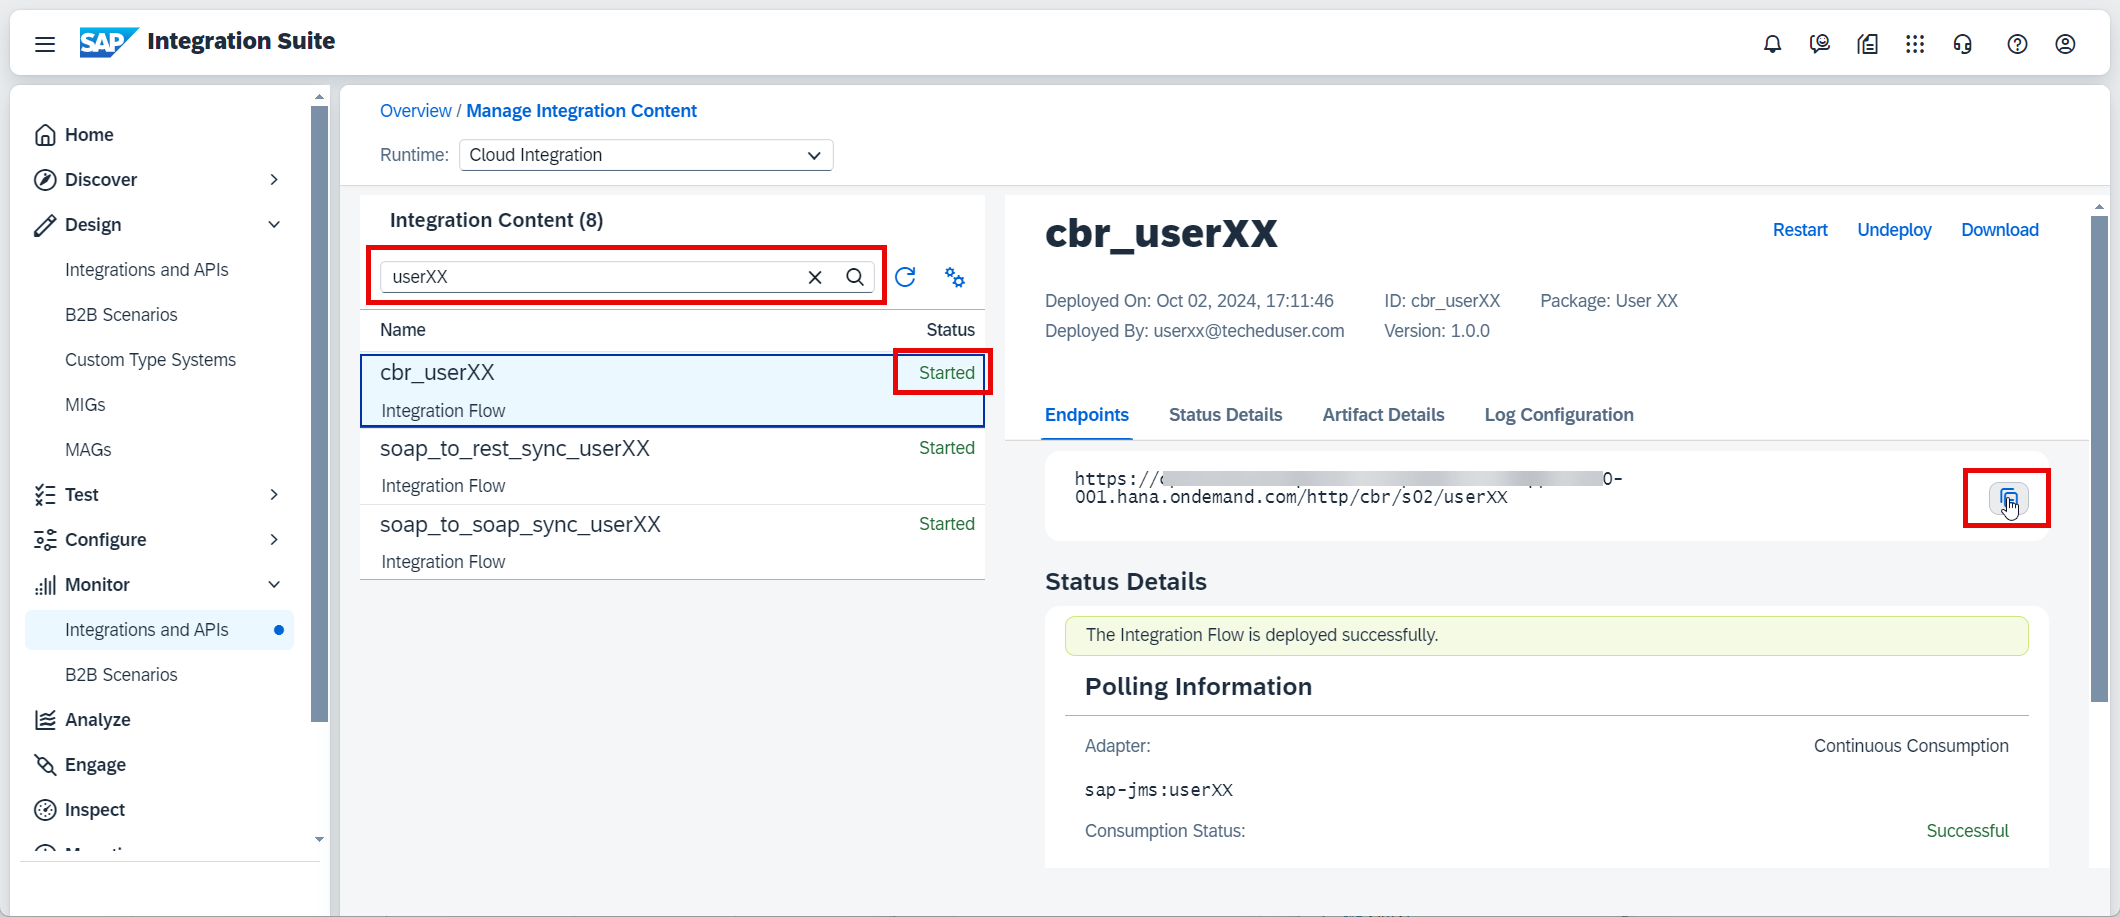 SAP Integration Suite
Home
Discover
Design
Integrations and APIs
B2B Scenarios
Custom Type Systems
MIGs
MAGs
Test
Configure
Monitor
Integrations and APIs
B2B Scenarios
Analyze
Engage
Inspect
Overview / Manage Integration Content
Runtime: Cloud Integration
Integration Content (8)
userXX
Name Status
cbr_userXX Started
Integration Flow
soap_to_rest_sync_userXX Started
Integration Flow
soap_to_soap_sync_userXX Started
Integration Flow
cbr_userXX
Restart Undeploy Download
Deployed On: Oct 02, 2024, 17:11:46 ID: cbr_userXX Package: User XX
Deployed By: userxx@techeduser.com Version: 1.0.0
Endpoints Status Details Artifact Details Log Configuration
https:// 0-
001.hana.ondemand.com/http/cbr/s02/userXX
Status Details
The Integration Flow is deployed successfully.
Polling Information
Adapter: Continuous Consumption
sap-jms:userXX
Consumption Status: Successful